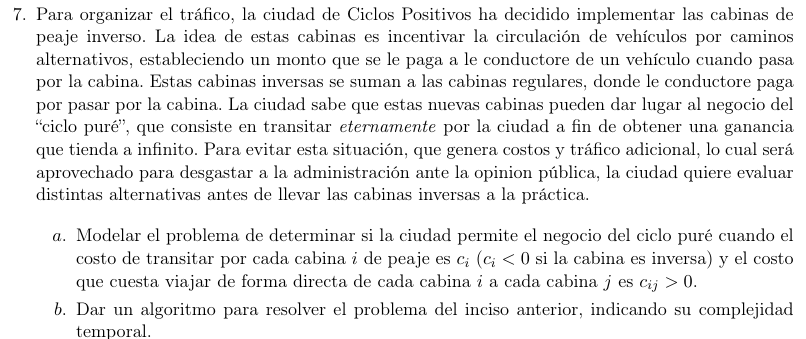 7. Para organizar el tráfico, la ciudad de Ciclos Positivos ha decidido implementar las cabinas de
peaje inverso. La idea de estas cabinas es incentivar la circulación de vehículos por caminos
alternativos, estableciendo un monto que se le paga a le conductore de un vehículo cuando pasa
por la cabina. Estas cabinas inversas se suman a las cabinas regulares, donde le conductore paga
por pasar por la cabina. La ciudad sabe que estas nuevas cabinas pueden dar lugar al negocio del
“ciclo puré”, que consiste en transitar eternamente por la ciudad a fin de obtener una ganancia
que tienda a infinito. Para evitar esta situación, que genera costos y tráfico adicional, lo cual será
aprovechado para desgastar a la administración ante la opinion pública, la ciudad quiere evaluar
distintas alternativas antes de llevar las cabinas inversas a la práctica.
a. Modelar el problema de determinar si la ciudad permite el negocio del ciclo puré cuando el
costo de transitar por cada cabina i de peaje es c_i (c_i < 0 si la cabina es inversa) y el costo
que cuesta viajar de forma directa de cada cabina i a cada cabina j es c_{ij} > 0.
b. Dar un algoritmo para resolver el problema del inciso anterior, indicando su complejidad
temporal.